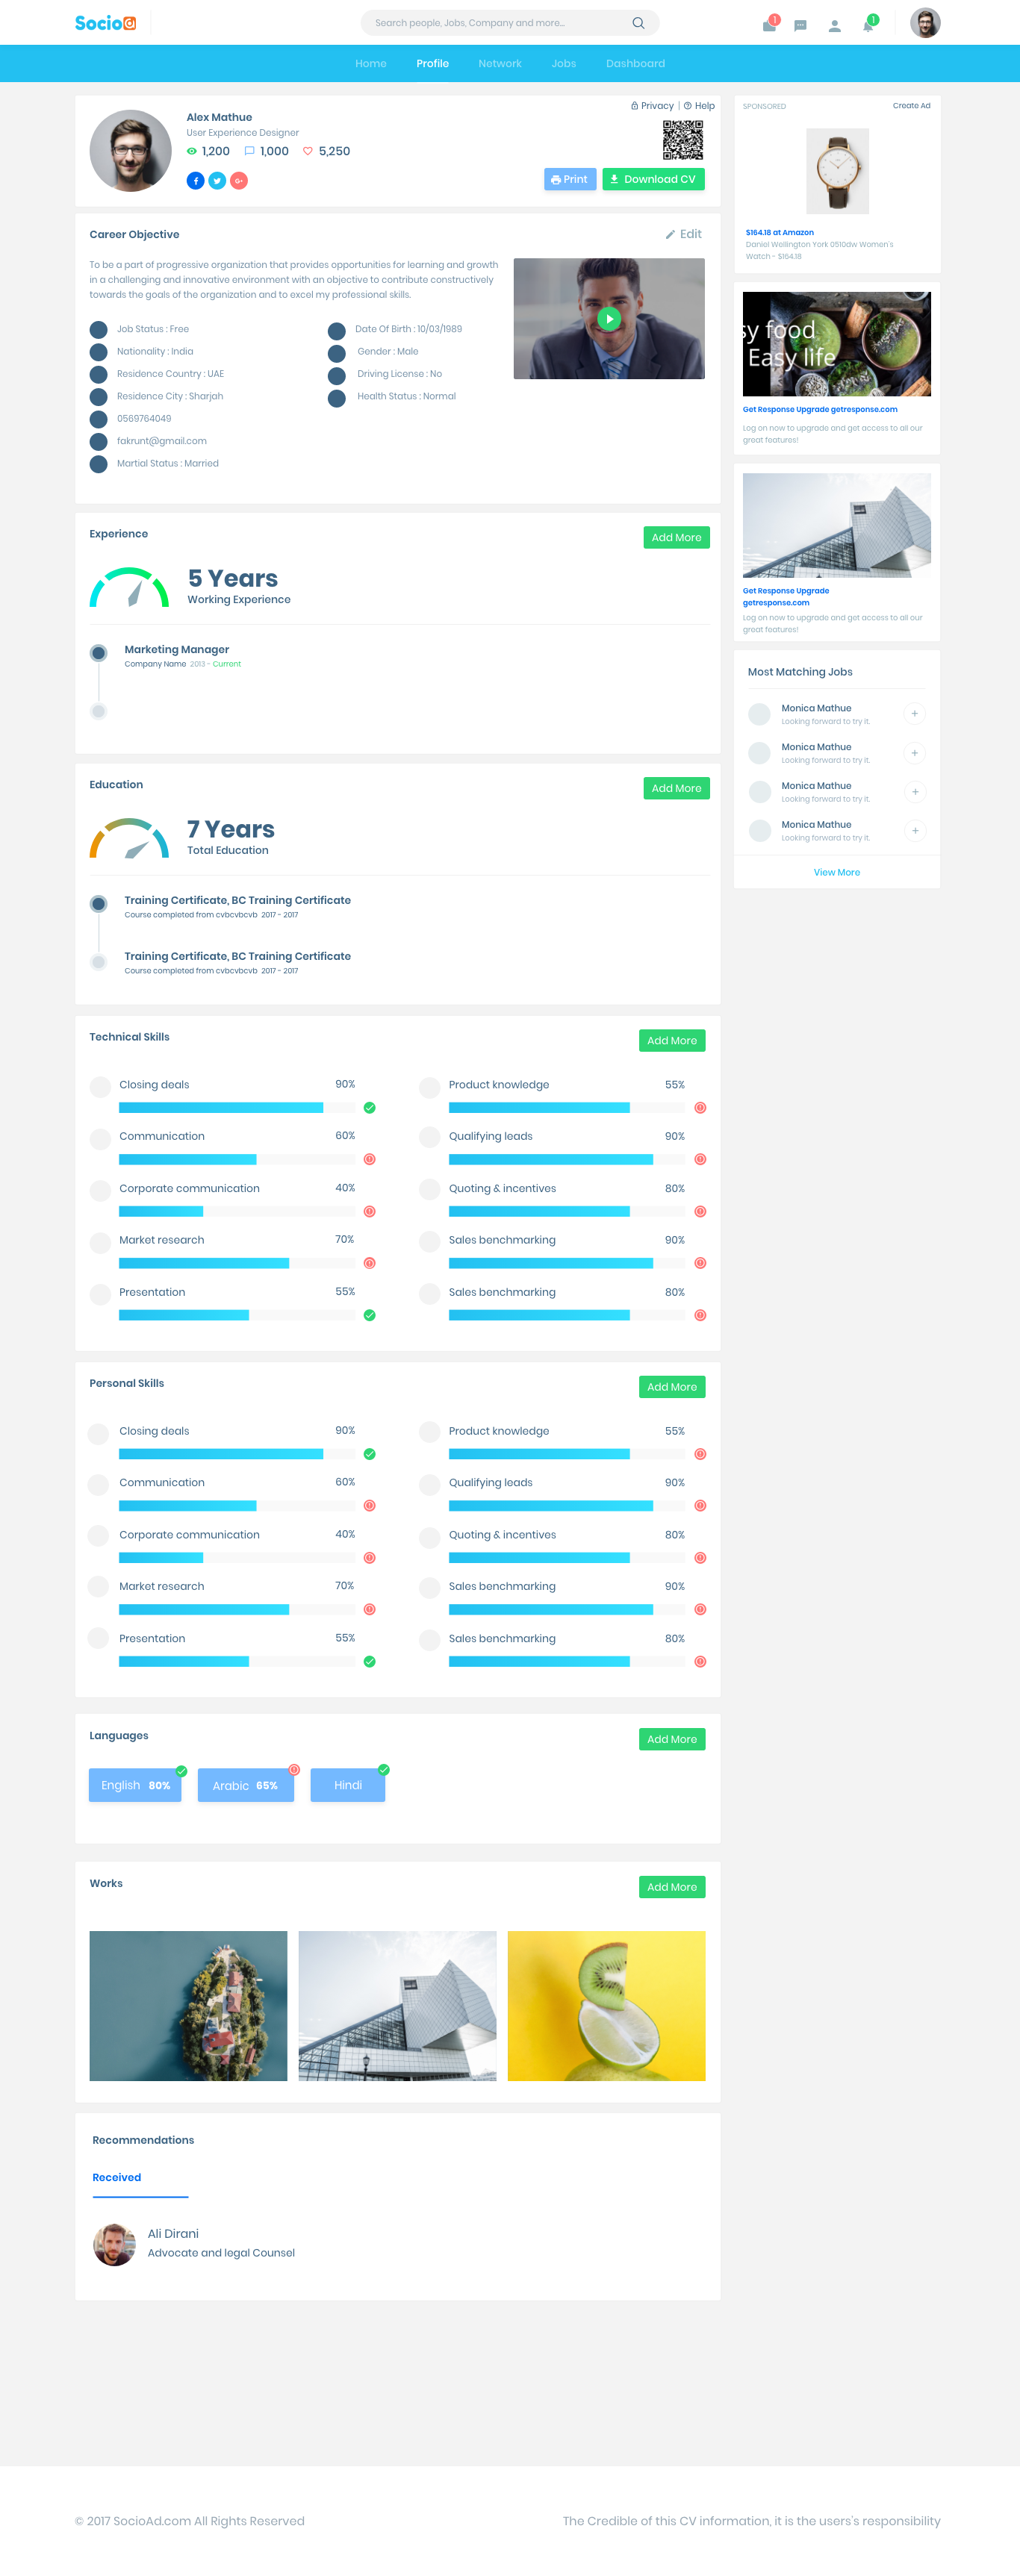 Socio a
Search people, Jobs, Company and more...
1
1
Home Profile Network Jobs Dashboard
Alex Mathue
User Experience Designer
1,200 1,000 5,250
Privacy | Help
Print Download CV
Career Objective
Edit
To be a part of progressive organization that provides opportunities for learning and growth
in a challenging and innovative environment with an objective to contribute constructively
towards the goals of the organization and to excel my professional skills.
Job Status : Free
Nationality : India
Residence Country : UAE
Residence City : Sharjah
0569764049
fakrunt@gmail.com
Martial Status : Married
Date Of Birth : 10/03/1989
Gender : Male
Driving License : No
Health Status : Normal
Experience
Add More
5 Years
Working Experience
Marketing Manager
Company Name 2013 - Current
Education
Add More
7 Years
Total Education
Training Certificate, BC Training Certificate
Course completed from cvbcvbcvb 2017 - 2017
Training Certificate, BC Training Certificate
Course completed from cvbcvbcvb 2017 - 2017
Technical Skills
Add More
Closing deals 90%
Communication 60%
Corporate communication 40%
Market research 70%
Presentation 55%
Product knowledge 55%
Qualifying leads 90%
Quoting & incentives 80%
Sales benchmarking 90%
Sales benchmarking 80%
Personal Skills
Add More
Closing deals 90%
Communication 60%
Corporate communication 40%
Market research 70%
Presentation 55%
Product knowledge 55%
Qualifying leads 90%
Quoting & incentives 80%
Sales benchmarking 90%
Sales benchmarking 80%
Languages
Add More
English 80%
Arabic 65%
Hindi
Works
Add More
Recommendations
Received
Ali Dirani
Advocate and legal Counsel
SPONSORED Create Ad
$164.18 at Amazon
Daniel Wellington York 0510dw Women's
Watch - $164.18
sy food
Easy life
Get Response Upgrade getresponse.com
Log on now to upgrade and get access to all our
great features!
Get Response Upgrade
getresponse.com
Log on now to upgrade and get access to all our
great features!
Most Matching Jobs
Monica Mathue
Looking forward to try it.
Monica Mathue
Looking forward to try it.
Monica Mathue
Looking forward to try it.
Monica Mathue
Looking forward to try it.
View More
© 2017 SocioAd.com All Rights Reserved
The Credible of this CV information, it is the users's responsibility